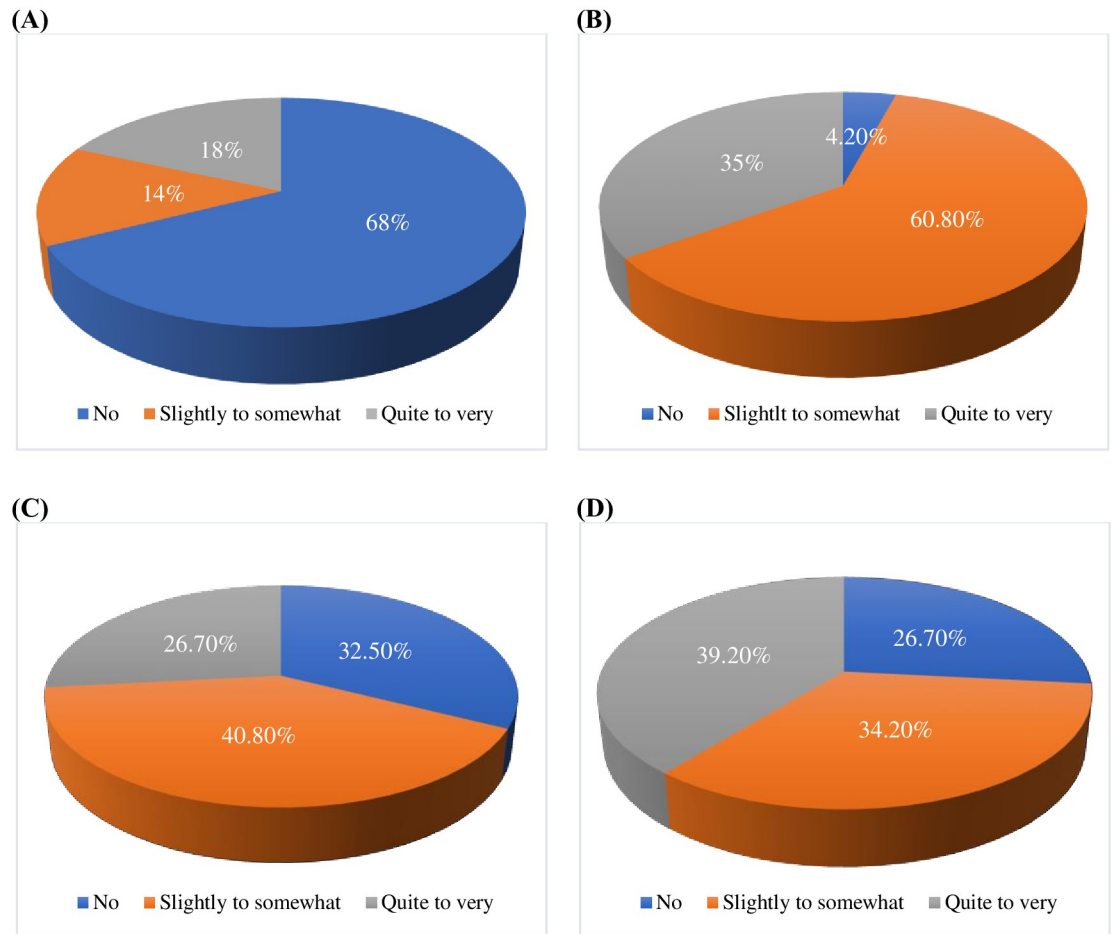 (A)
18%
14%
68%
No Slightly to somewhat Quite to very
(B)
4.20%
35%
60.80%
No Slightlt to somewhat Quite to very
(C)
26.70%
32.50%
40.80%
No Slightly to somewhat Quite to very
(D)
26.70%
39.20%
34.20%
No Slightly to somewhat Quite to very